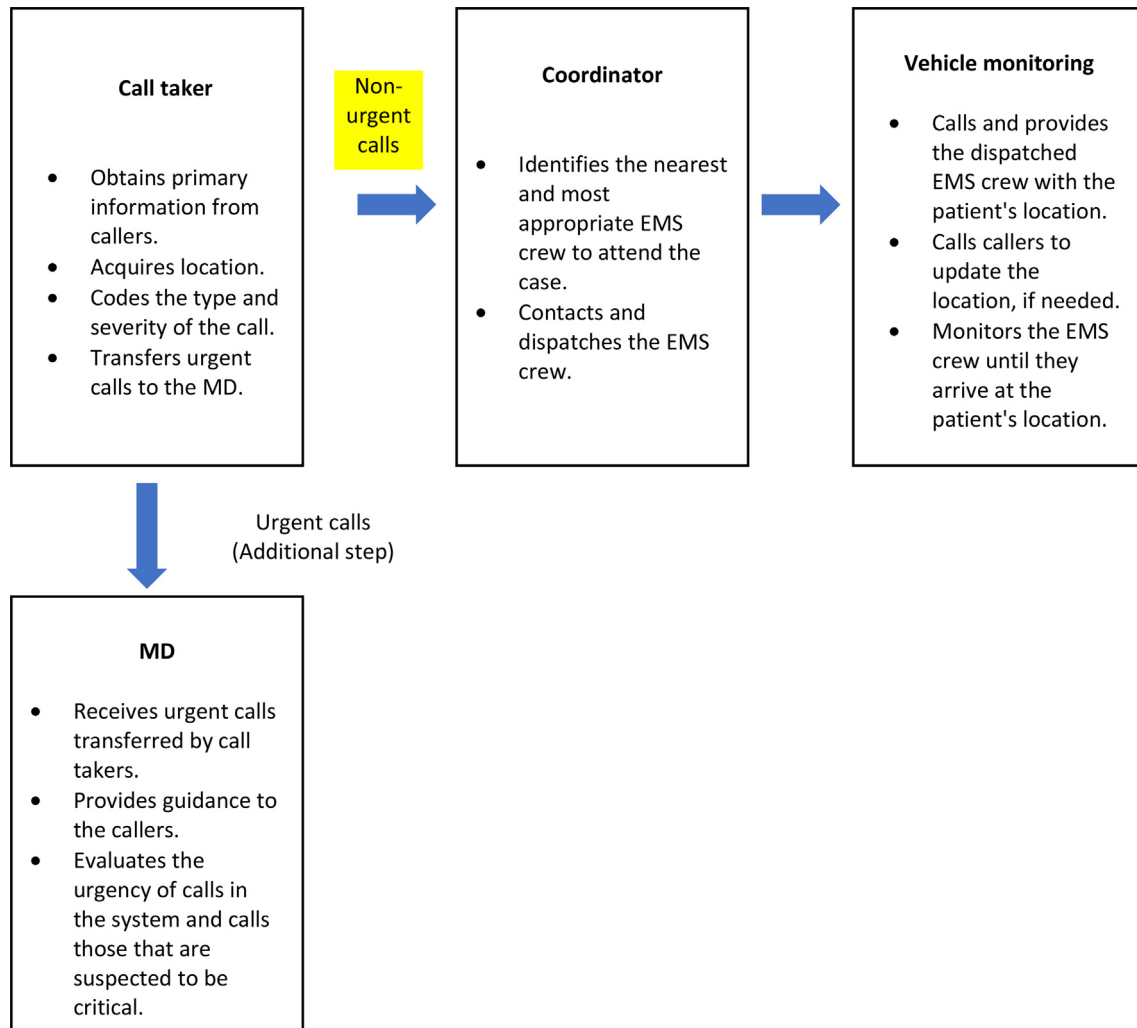 Call taker
• Obtains primary
information from
callers.
• Acquires location.
• Codes the type and
severity of the call.
• Transfers urgent
calls to the MD.
Non-
urgent
calls
Coordinator
• Identifies the nearest
and most
appropriate EMS
crew to attend the
case.
• Contacts and
dispatches the EMS
crew.
Vehicle monitoring
• Calls and provides
the dispatched
EMS crew with the
patient's location.
• Calls callers to
update the
location, if needed.
• Monitors the EMS
crew until they
arrive at the
patient's location.
Urgent calls
(Additional step)
MD
• Receives urgent calls
transferred by call
takers.
• Provides guidance to
the callers.
• Evaluates the
urgency of calls in
the system and calls
those that are
suspected to be
critical.